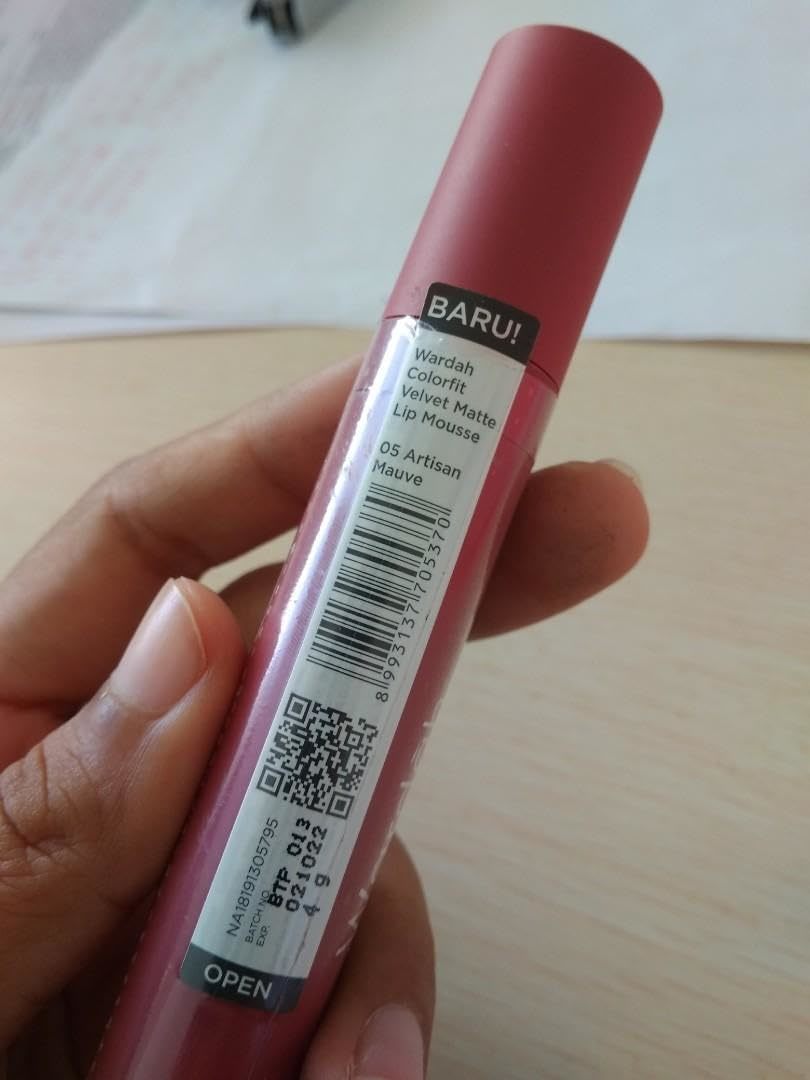 BARU!
Wardah
Colorfit
Velvet Matte
Lip Mousse
05 Artisan
Mauve
8993137705370
NA18191305795
BATCH NO.
BTP 013
EXP.
021022
4 g
OPEN